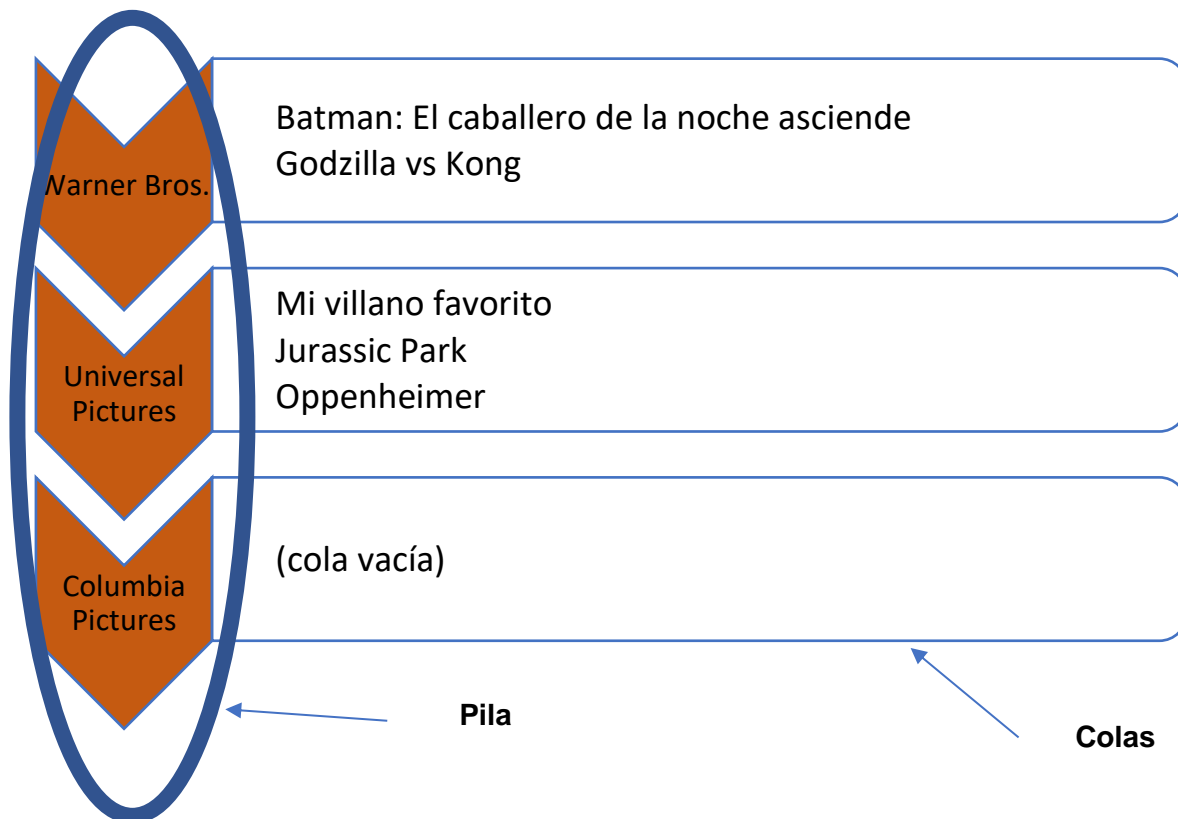 Warner Bros.
Batman: El caballero de la noche asciende
Godzilla vs Kong
Universal
Pictures
Mi villano favorito
Jurassic Park
Oppenheimer
Columbia
Pictures
(cola vacía)
Pila
Colas